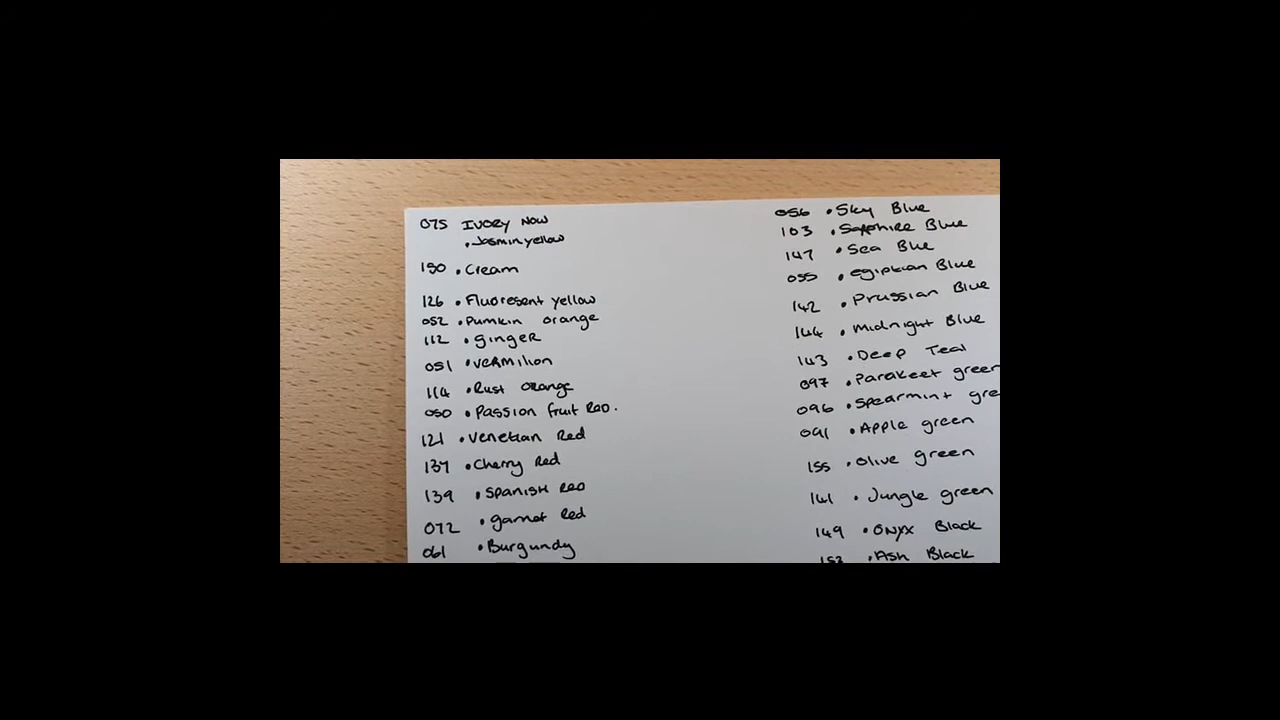 075 IVORY NOW
• Jasmin yellow
150 • Cream
126 • Fluoresent yellow
052 • Pumkin orange
112 • ginger
051 • vermilion
114 • Rust orange
050 • Passion fruit Red.
121 • venetian Red
137 • Cherry Red
139 • Spanish Red
072 • garnet Red
061 • Burgundy
056 • Sky Blue
103 • Sapphire Blue
147 • Sea Blue
055 • egiptian Blue
142 • Prussian Blue
144 • Midnight Blue
143 • Deep Teal
097 • Parakeet green
096 • Spearmint gre
091 • Apple green
155 • Olive green
141 • Jungle green
149 • Onyx Black
• Ash Black